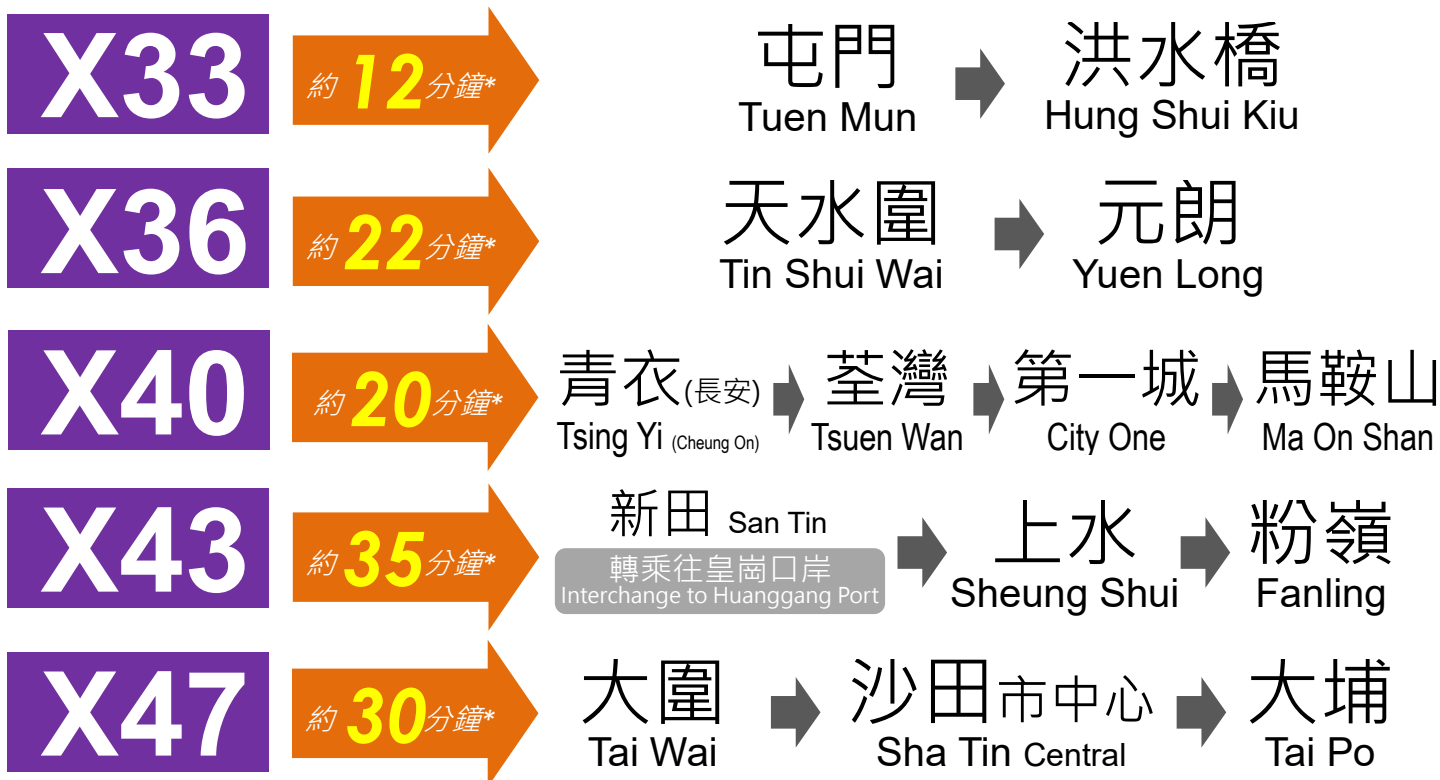 X33 約12分鐘* 屯門 洪水橋
Tuen Mun Hung Shui Kiu
X36 約22分鐘* 天水圍 元朗
Tin Shui Wai Yuen Long
X40 約20分鐘* 青衣(長安) 荃灣 第一城 馬鞍山
Tsing Yi (Cheung On) Tsuen Wan City One Ma On Shan
X43 約35分鐘* 新田 San Tin 上水 粉嶺
轉乘往皇崗口岸
Interchange to Huanggang Port Sheung Shui Fanling
X47 約30分鐘* 大圍 沙田市中心 大埔
Tai Wai Sha Tin Central Tai Po